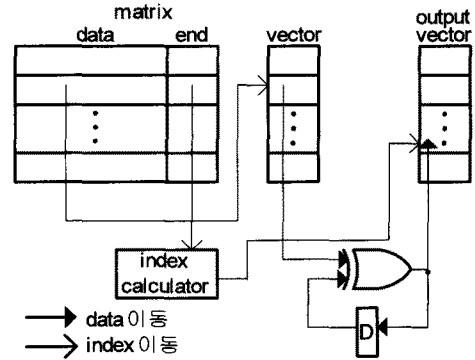 matrix
data end
vector
output
vector
index
calculator
D
data 이동
index 이동